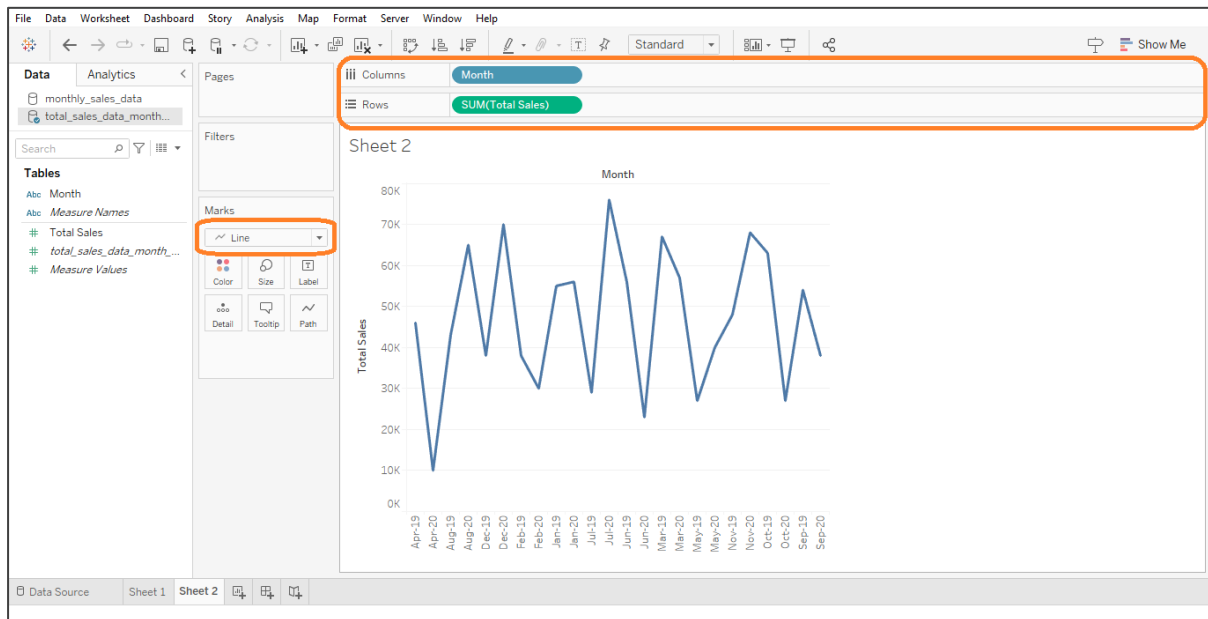 File Data Worksheet Dashboard Story Analysis Map Format Server Window Help
Standard
Show Me
Data Analytics
monthly_sales_data
total_sales_data_month...
Search
Tables
Abc Month
Abc Measure Names
# Total Sales
# total_sales_data_month_...
# Measure Values
Pages
Filters
Marks
Line
Color Size Label
Detail Tooltip Path
Columns Month
Rows SUM(Total Sales)
Sheet 2
Month
Total Sales
80K
70K
60K
50K
40K
30K
20K
10K
0K
Apr-19
Apr-20
Aug-19
Aug-20
Dec-19
Dec-20
Feb-19
Feb-20
Jan-19
Jan-20
Jul-19
Jul-20
Jun-19
Jun-20
Mar-19
Mar-20
May-19
May-20
Nov-19
Nov-20
Oct-19
Oct-20
Sep-19
Sep-20
Data Source Sheet 1 Sheet 2